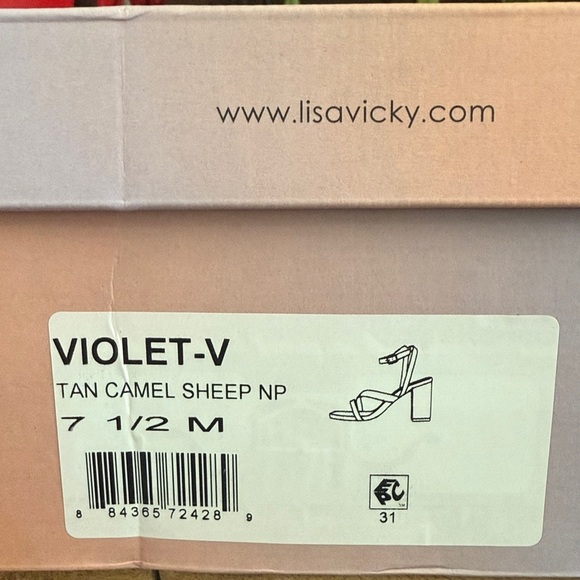 www.lisavicky.com
VIOLET-V
TAN CAMEL SHEEP NP
7 1/2 M
8 84365 72428 9
31